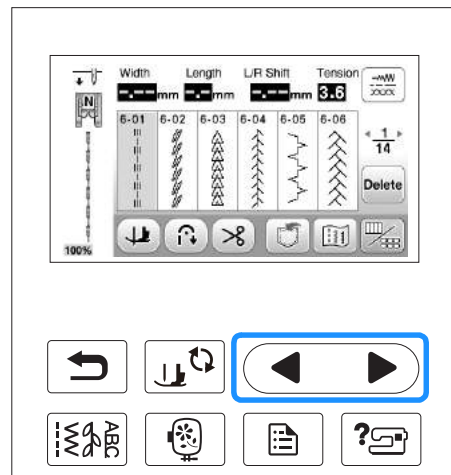 Width Length L/R Shift Tension
-.-- mm -.- mm -.-- mm 3.6
N
6-01 6-02 6-03 6-04 6-05 6-06
1
14
Delete
100%
1
ABC
?